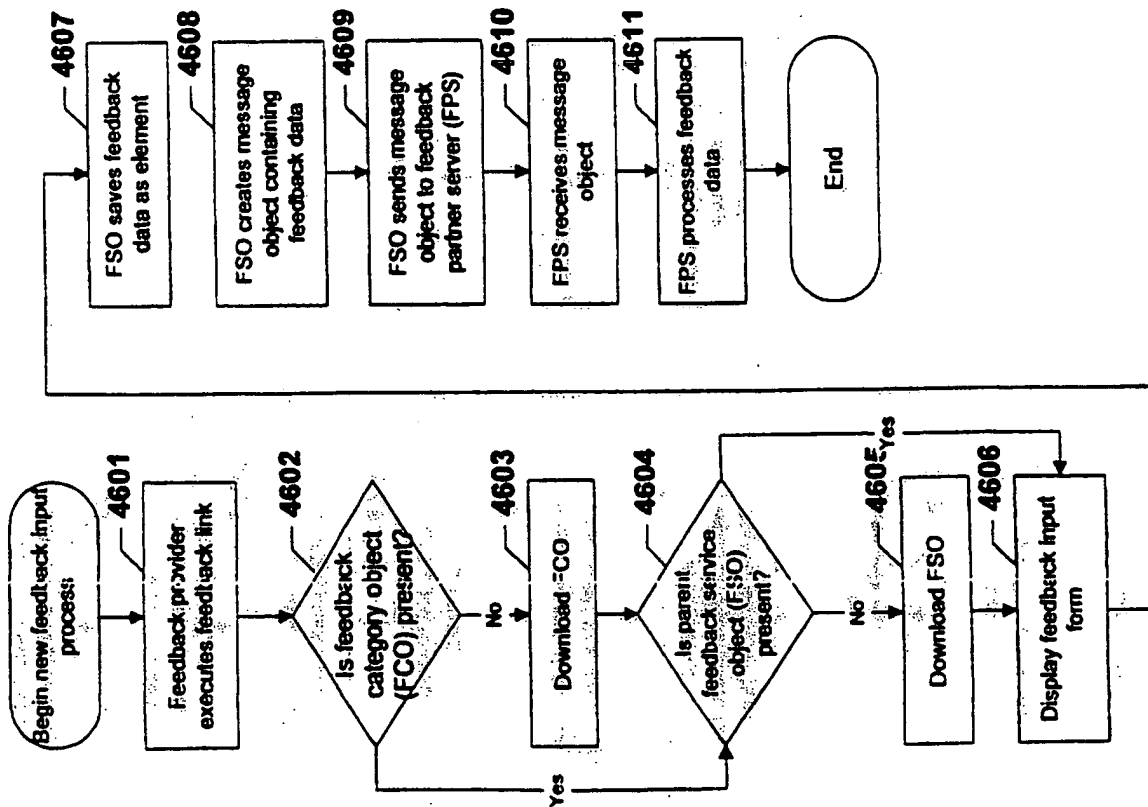 Begin new feedback input
process
4601
Feedback provider
executes feedback link
4602
Is feedback
category object
(FCO) present?
No
Yes
4603
Download FCO
4604
Is parent
feedback service
object (FSO)
present?
No
Yes
4605
Download FSO
4606
Display feedback input
form
4607
FSO saves feedback
data as element
4608
FSO creates message
object containing
feedback data
4609
FSO sends message
object to feedback
partner server (FPS)
4610
FPS receives message
object
4611
FPS processes feedback
data
End